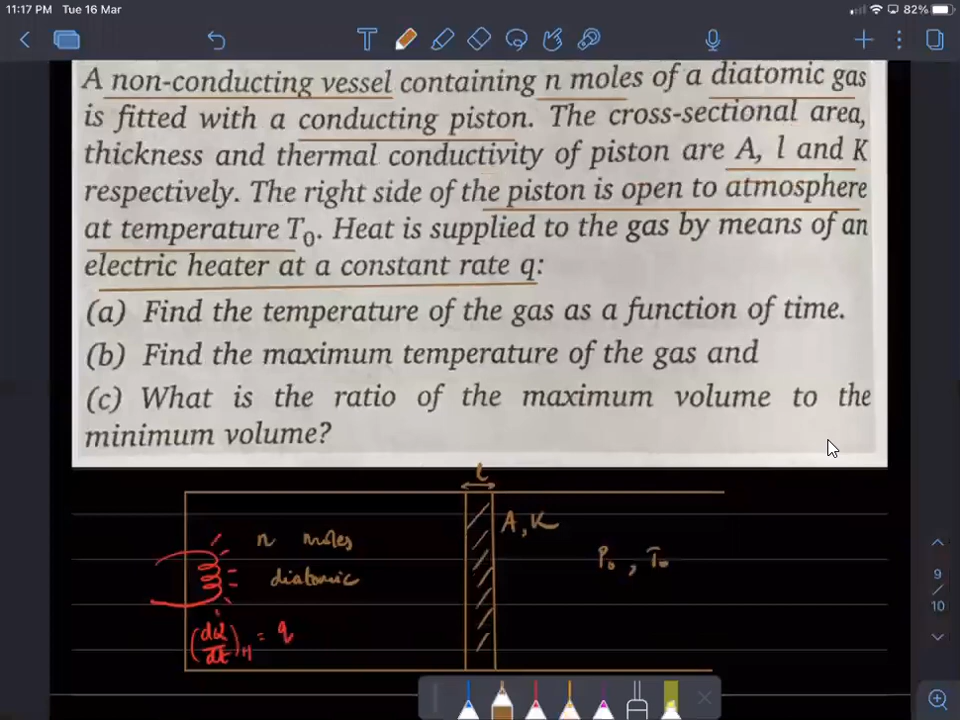 11:17 PM Tue 16 Mar
82%
A non-conducting vessel containing n moles of a diatomic gas
is fitted with a conducting piston. The cross-sectional area,
thickness and thermal conductivity of piston are A, l and K
respectively. The right side of the piston is open to atmosphere
at temperature T₀. Heat is supplied to the gas by means of an
electric heater at a constant rate q:
(a) Find the temperature of the gas as a function of time.
(b) Find the maximum temperature of the gas and
(c) What is the ratio of the maximum volume to the
minimum volume?
l
A, K
n moles
P₀, T₀
diatomic
(dQ/dt)H = q
9
/
10